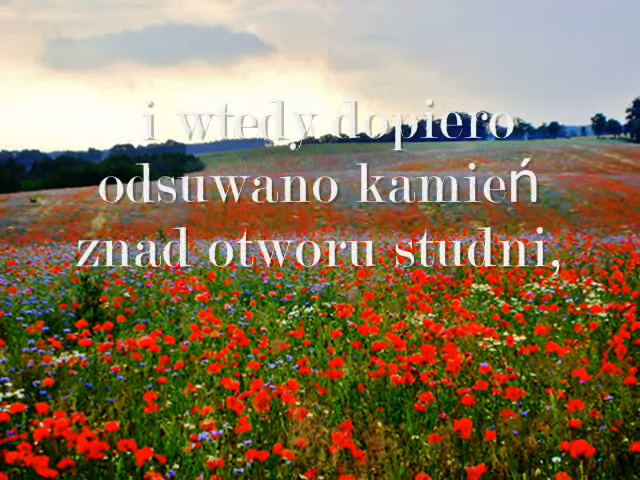 i wtedy dopiero
odsuwano kamień
znad otworu studni,